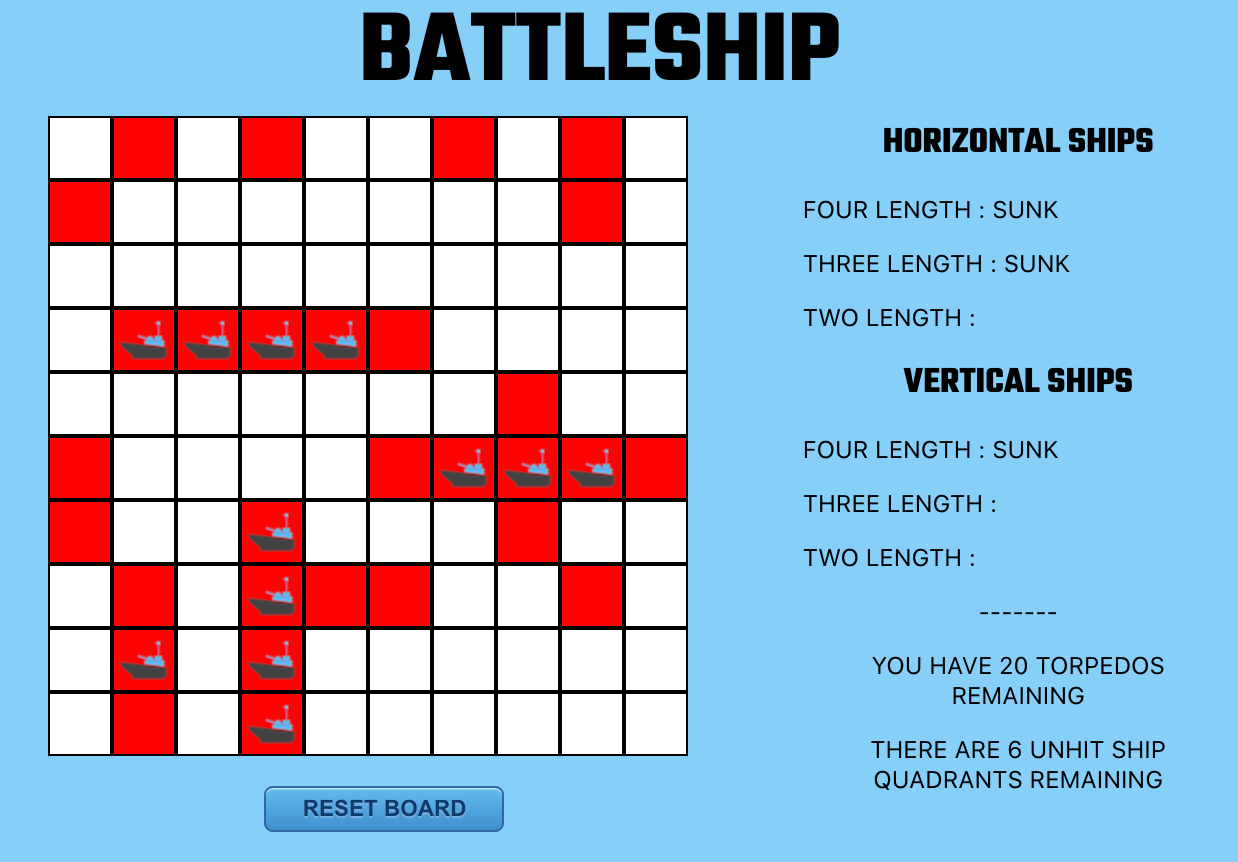 BATTLESHIP
HORIZONTAL SHIPS
FOUR LENGTH : SUNK
THREE LENGTH : SUNK
TWO LENGTH :
VERTICAL SHIPS
FOUR LENGTH : SUNK
THREE LENGTH :
TWO LENGTH :
-------
YOU HAVE 20 TORPEDOS
REMAINING
THERE ARE 6 UNHIT SHIP
QUADRANTS REMAINING
RESET BOARD